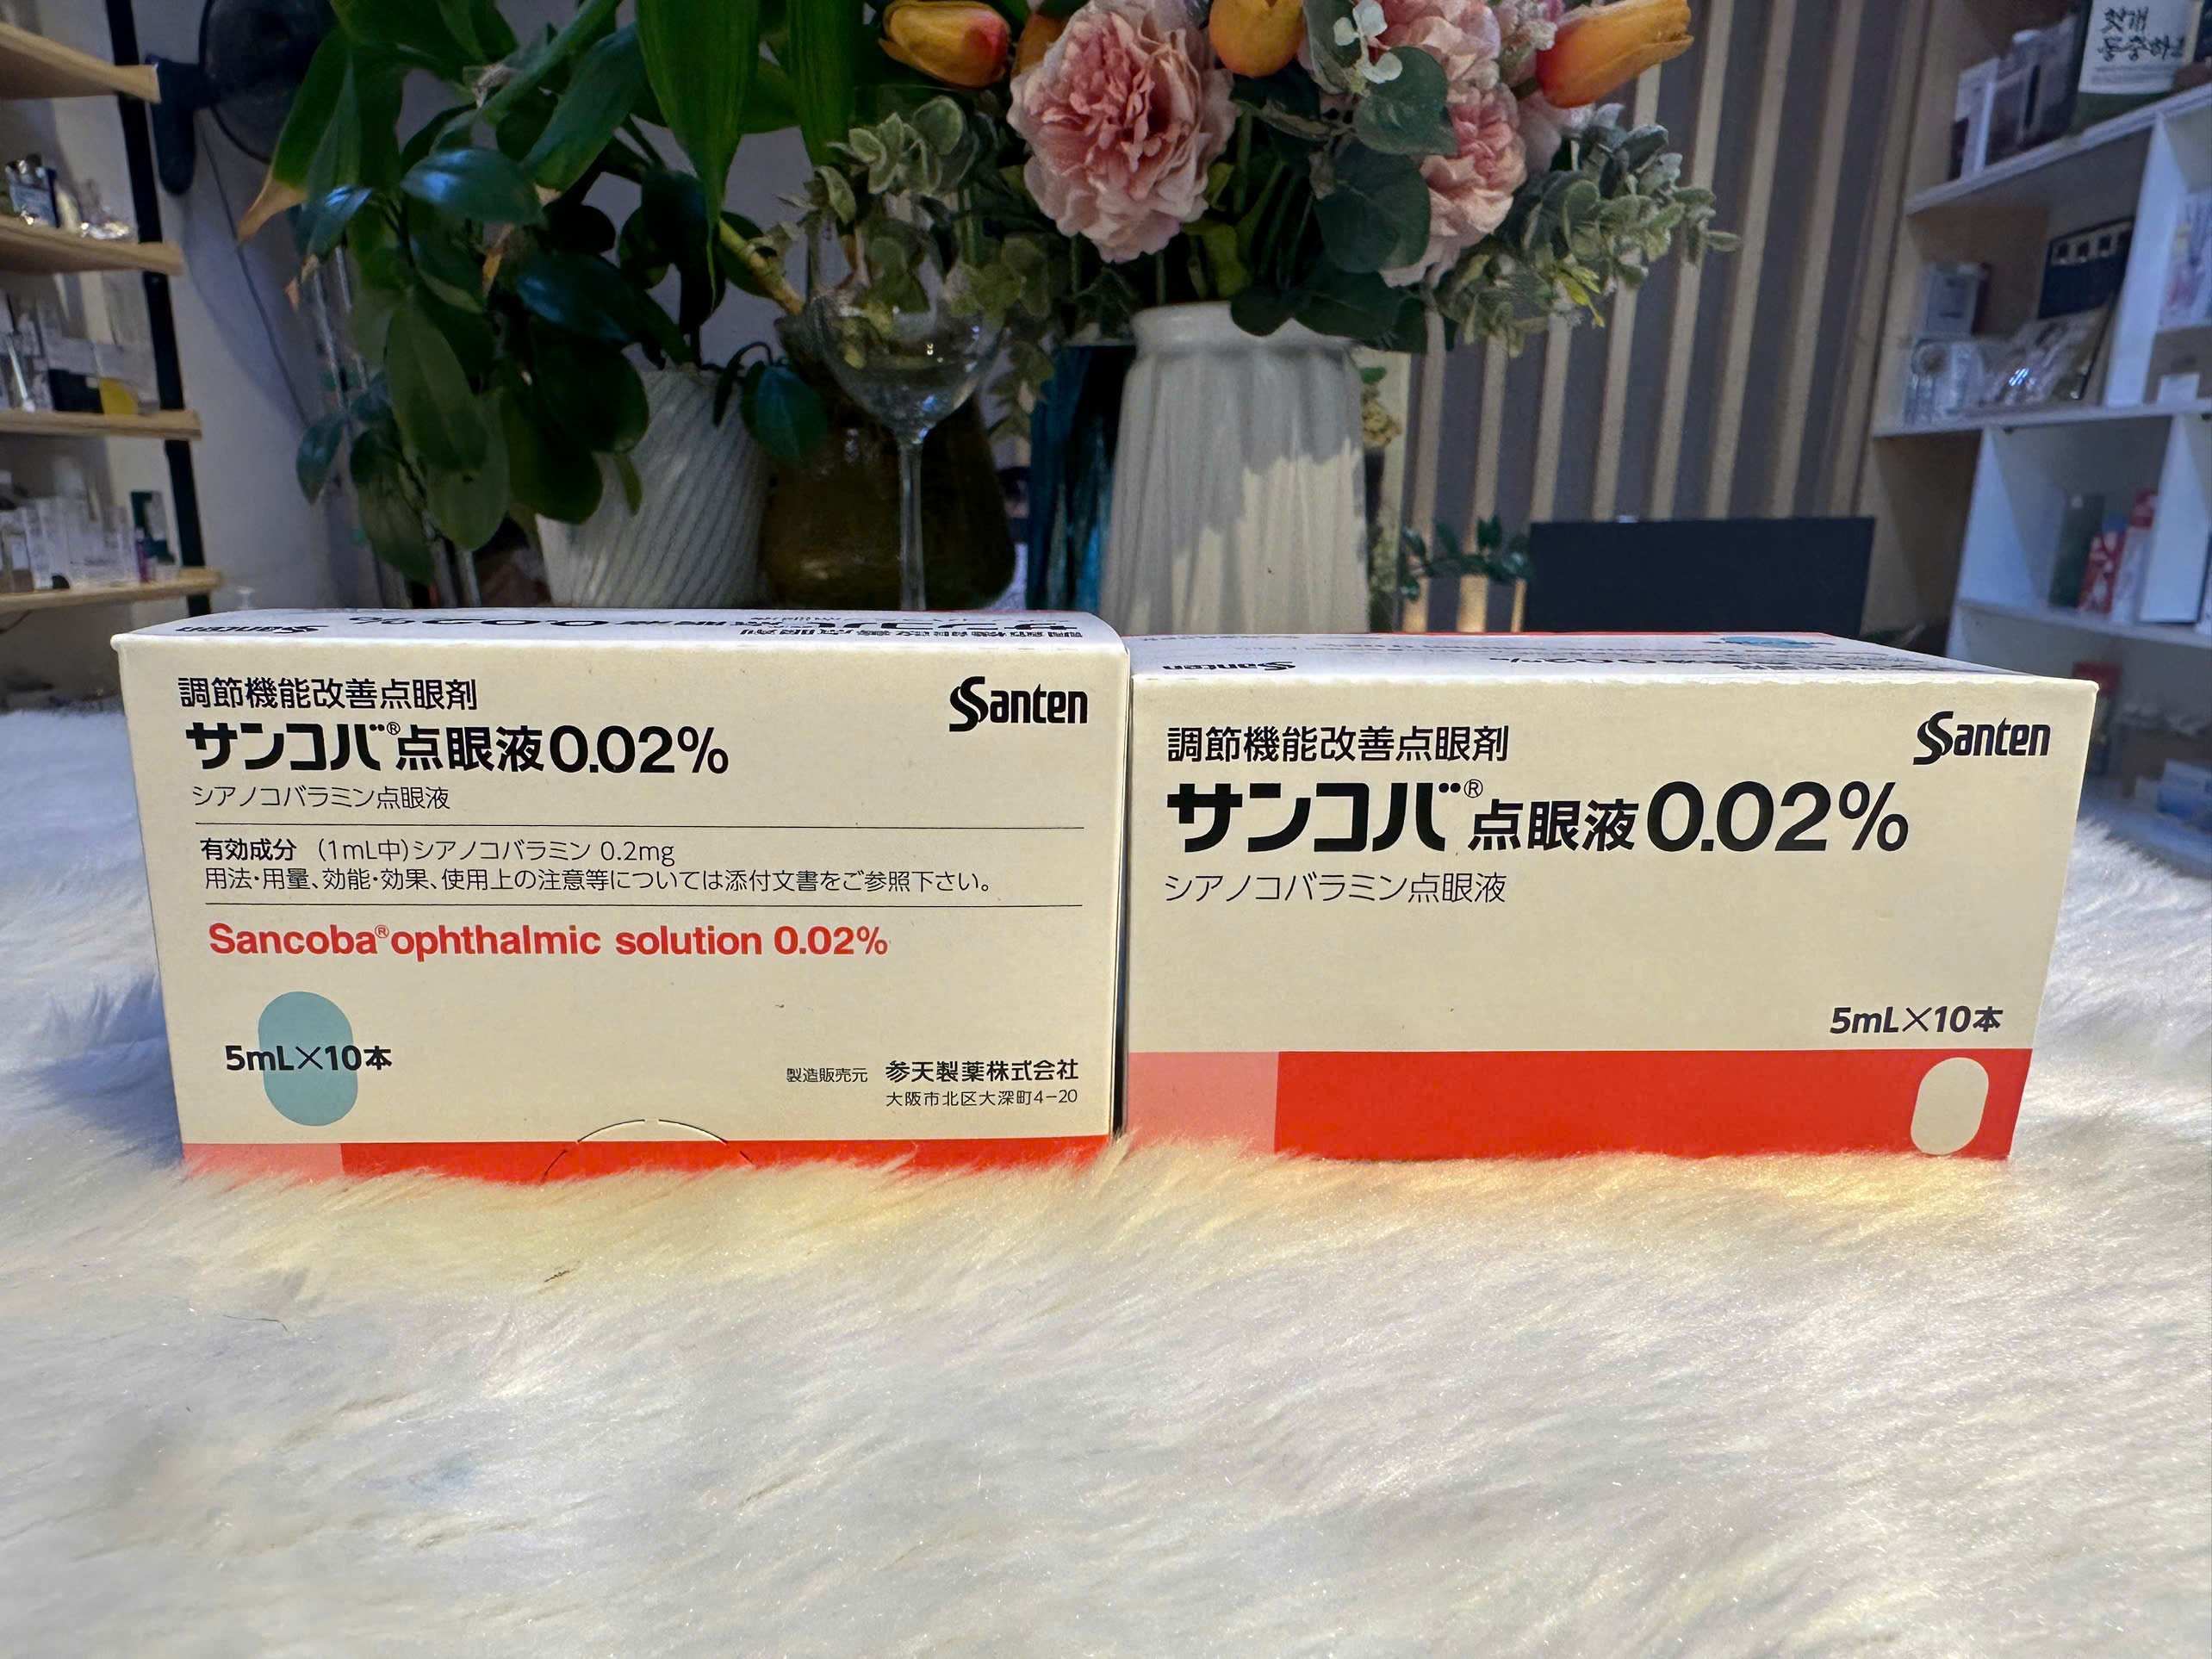 調節機能改善点眼剤
Santen
サンコバ®点眼液0.02%
シアノコバラミン点眼液
有効成分 (1mL中)シアノコバラミン 0.2mg
用法・用量、効能・効果、使用上の注意等については添付文書をご参照下さい。
Sancoba®ophthalmic solution 0.02%
5mL×10本
製造販売元 参天製薬株式会社
大阪市北区大深町4-20
調節機能改善点眼剤
Santen
サンコバ®点眼液0.02%
シアノコバラミン点眼液
5mL×10本
Santen
Santen